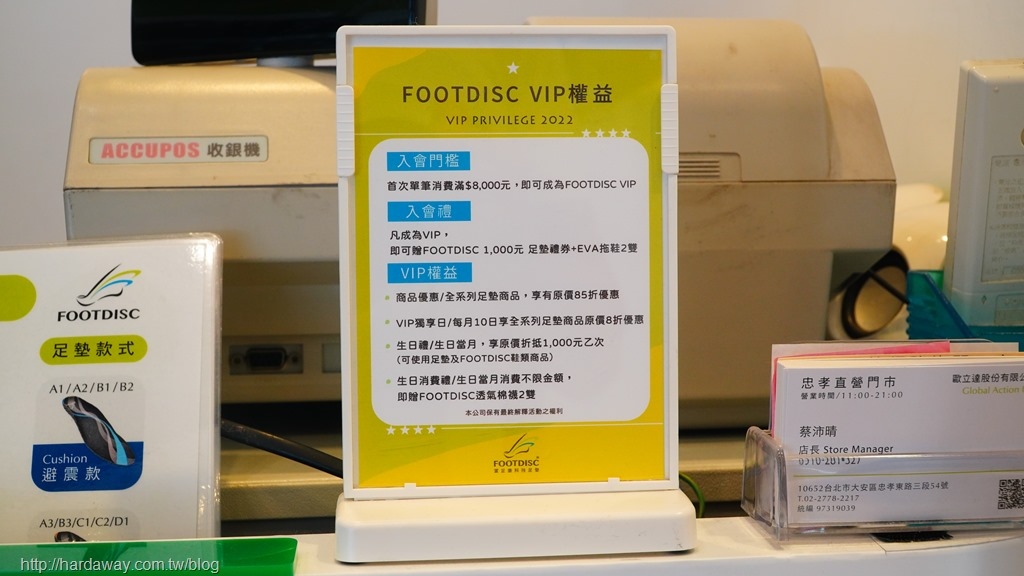 FOOTDISC VIP權益
VIP PRIVILEGE 2022
入會門檻
首次單筆消費滿$8,000元，即可成為FOOTDISC VIP
入會禮
凡成為VIP，
即可贈FOOTDISC 1,000元 足墊禮券+EVA拖鞋2雙
VIP權益
商品優惠/全系列足墊商品，享有原價85折優惠
VIP獨享日/每月10日享全系列足墊商品原價8折優惠
生日禮/生日當月，享原價折抵1,000元乙次
(可使用足墊及FOOTDISC鞋類商品)
生日消費禮/生日當月消費不限金額，
即贈FOOTDISC透氣棉襪2雙
本公司保有最終解釋活動之權利
FOOTDISC
ACCUPOS 收銀機
FOOTDISC
足墊款式
A1/A2/B1/B2
Cushion
避震款
A3/B3/C1/C2/D1
忠孝直營門市
營業時間/11:00-21:00
歐立達股份有限
Global Action
蔡沛晴
店長 Store Manager
10652台北市大安區忠孝東路三段54號
T.02-2778-2217
統編 97319039
http://hardaway.com.tw/blog